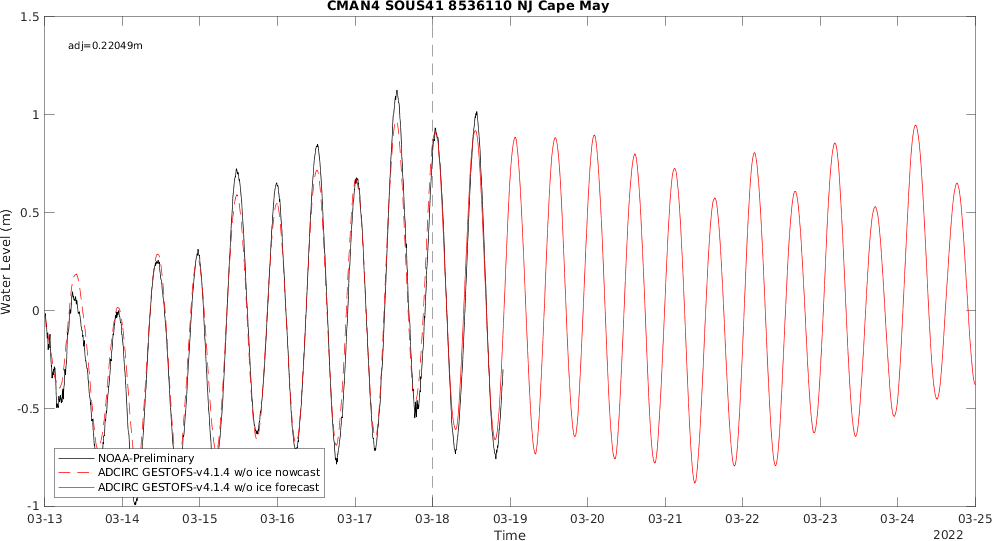 CMAN4 SOUS41 8536110 NJ Cape May
adj=0.22049m
Water Level (m)
1.5
1
0.5
0
-0.5
-1
NOAA-Preliminary
ADCIRC GESTOFS-v4.1.4 w/o ice nowcast
ADCIRC GESTOFS-v4.1.4 w/o ice forecast
03-13 03-14 03-15 03-16 03-17 03-18 03-19 03-20 03-21 03-22 03-23 03-24 03-25
Time
2022